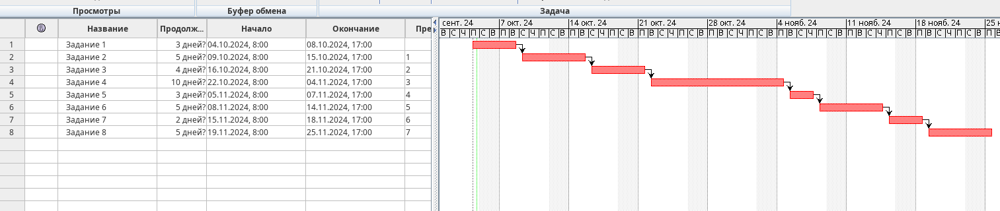 Просмотры Буфер обмена Задача
Название Продолж... Начало Окончание Пре
сент. 24 7 окт. 24 14 окт. 24 21 окт. 24 28 окт. 24 4 нояб. 24 11 нояб. 24 18 нояб. 24 25 н
В С Ч П С В П В С Ч П С В П В С Ч П С В П В С Ч П С В П В С Ч П С В П В С Ч П С В П В С Ч П С В П В С Ч П С В П В
1 Задание 1 3 дней? 04.10.2024, 8:00 08.10.2024, 17:00
2 Задание 2 5 дней? 09.10.2024, 8:00 15.10.2024, 17:00 1
3 Задание 3 4 дней? 16.10.2024, 8:00 21.10.2024, 17:00 2
4 Задание 4 10 дней? 22.10.2024, 8:00 04.11.2024, 17:00 3
5 Задание 5 3 дней? 05.11.2024, 8:00 07.11.2024, 17:00 4
6 Задание 6 5 дней? 08.11.2024, 8:00 14.11.2024, 17:00 5
7 Задание 7 2 дней? 15.11.2024, 8:00 18.11.2024, 17:00 6
8 Задание 8 5 дней? 19.11.2024, 8:00 25.11.2024, 17:00 7